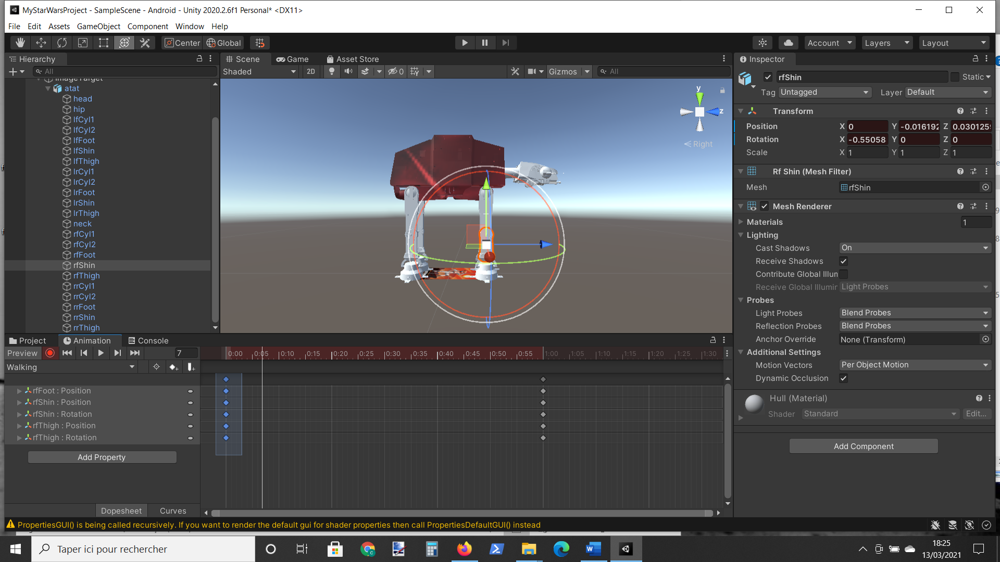 MyStarWarsProject - SampleScene - Android - Unity 2020.2.6f1 Personal* <DX11>
File Edit Assets GameObject Component Window Help
Center Global Account Layers Layout
Hierarchy
All
ImageTarget
atat
head
hip
lfCyl1
lfCyl2
lfFoot
lfShin
lfThigh
lrCyl1
lrCyl2
lrFoot
lrShin
lrThigh
neck
rfCyl1
rfCyl2
rfFoot
rfShin
rfThigh
rrCyl1
rrCyl2
rrFoot
rrShin
rrThigh
Scene Game Asset Store
Shaded 2D 0 Gizmos All
y
z
Right
Inspector
rfShin Static
Tag Untagged Layer Default
Transform
Position X 0 Y -0.016192 Z 0.030125
Rotation X -0.55058 Y 0 Z 0
Scale X 1 Y 1 Z 1
Rf Shin (Mesh Filter)
Mesh rfShin
Mesh Renderer
Materials 1
Lighting
Cast Shadows On
Receive Shadows
Contribute Global Illum
Receive Global Illumin Light Probes
Probes
Light Probes Blend Probes
Reflection Probes Blend Probes
Anchor Override None (Transform)
Additional Settings
Motion Vectors Per Object Motion
Dynamic Occlusion
Hull (Material)
Shader Standard Edit...
Add Component
Project Animation Console
Preview 7 0:00 0:05 0:10 0:15 0:20 0:25 0:30 0:35 0:40 0:45 0:50 0:55 1:00 1:05 1:10 1:15 1:20 1:25 1:30
Walking
rfFoot : Position
rfShin : Position
rfShin : Rotation
rfThigh : Position
rfThigh : Rotation
Add Property
Dopesheet Curves
PropertiesGUI() is being called recursively. If you want to render the default gui for shader properties then call PropertiesDefaultGUI() instead
Taper ici pour rechercher
18:25
13/03/2021